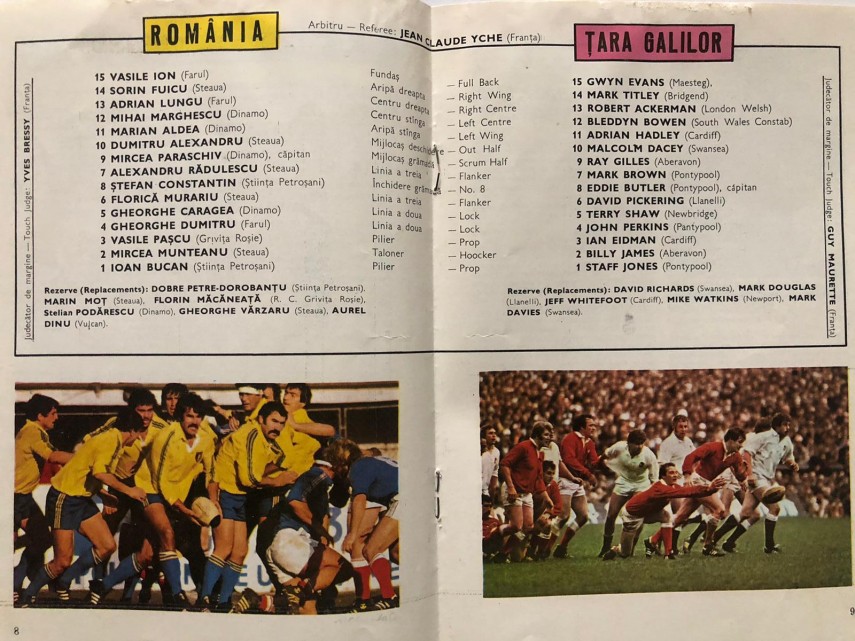 ROMÂNIA
Arbitru — Referee: JEAN CLAUDE YCHE (Franța)
ȚARA GALILOR
Judecător de margine — Touch Judge: YVES BRESSY (Franța)
15 VASILE ION (Farul)
14 SORIN FUICU (Steaua)
13 ADRIAN LUNGU (Farul)
12 MIHAI MARGHESCU (Dinamo)
11 MARIAN ALDEA (Dinamo)
10 DUMITRU ALEXANDRU (Steaua)
9 MIRCEA PARASCHIV (Dinamo), căpitan
7 ALEXANDRU RĂDULESCU (Steaua)
8 ȘTEFAN CONSTANTIN (Știința Petroșani)
6 FLORICĂ MURARIU (Steaua)
5 GHEORGHE CARAGEA (Dinamo)
4 GHEORGHE DUMITRU (Farul)
3 VASILE PAȘCU (Grivița Roșie)
2 MIRCEA MUNTEANU (Steaua)
1 IOAN BUCAN (Știința Petroșani)
Fundaș
Aripă dreapta
Centru dreapta
Centru stînga
Aripă stînga
Mijlocaș deschidere
Mijlocaș grămadă
Linia a treia
Închidere grămadă
Linia a treia
Linia a doua
Linia a doua
Pilier
Taloner
Pilier
Rezerve (Replacements): DOBRE PETRE-DOROBANȚU (Știința Petroșani),
MARIN MOȚ (Steaua), FLORIN MĂCĂNEAȚĂ (R. C. Grivița Roșie),
Stelian PODĂRESCU (Dinamo), GHEORGHE VĂRZARU (Steaua), AUREL
DINU (Vulcan).
— Full Back
— Right Wing
— Right Centre
— Left Centre
— Left Wing
— Out Half
— Scrum Half
— Flanker
— No. 8
— Flanker
— Lock
— Lock
— Prop
— Hoocker
— Prop
15 GWYN EVANS (Maesteg),
14 MARK TITLEY (Bridgend)
13 ROBERT ACKERMAN (London Welsh)
12 BLEDDYN BOWEN (South Wales Constab)
11 ADRIAN HADLEY (Cardiff)
10 MALCOLM DACEY (Swansea)
9 RAY GILLES (Aberavon)
7 MARK BROWN (Pontypool)
8 EDDIE BUTLER (Pontypool), căpitan
6 DAVID PICKERING (Llanelli)
5 TERRY SHAW (Newbridge)
4 JOHN PERKINS (Pantypool)
3 IAN EIDMAN (Cardiff)
2 BILLY JAMES (Aberavon)
1 STAFF JONES (Pontypool)
Rezerve (Replacements): DAVID RICHARDS (Swansea), MARK DOUGLAS
(Llanelli), JEFF WHITEFOOT (Cardiff), MIKE WATKINS (Newport), MARK
DAVIES (Swansea).
Judecător de margine — Touch Judge: GUY MAURETTE (Franța)
8
9